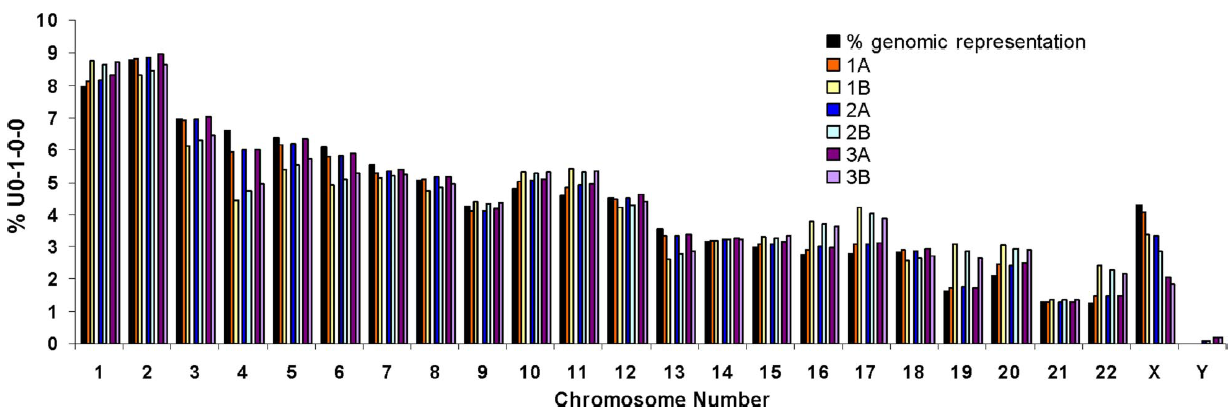 10
9
8
7
6
5
4
3
2
1
0
% U0-1-0-0
% genomic representation
1A
1B
2A
2B
3A
3B
1 2 3 4 5 6 7 8 9 10 11 12 13 14 15 16 17 18 19 20 21 22 X Y
Chromosome Number